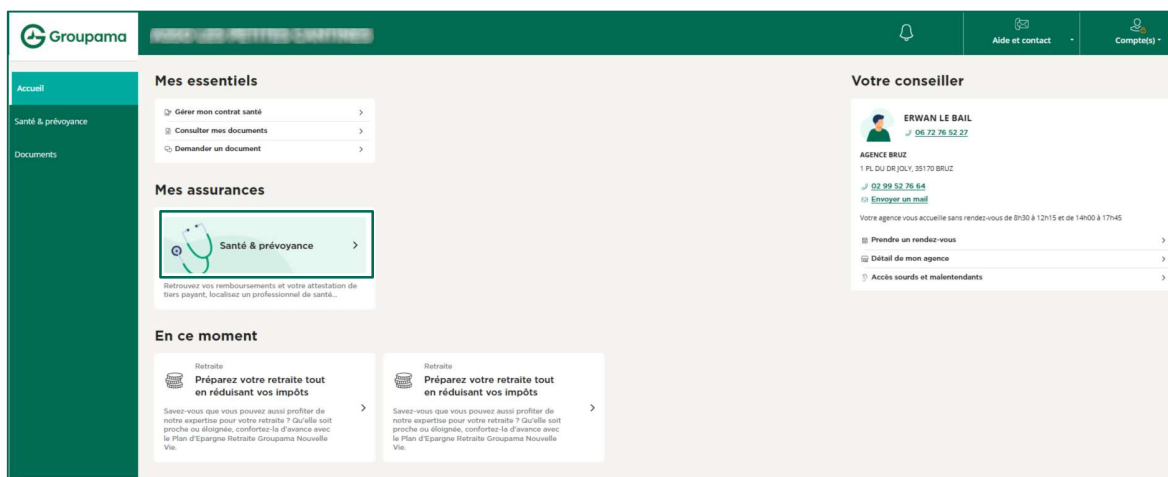 Groupama
Aide et contact
Compte(s)
Accueil
Santé & prévoyance
Documents
Mes essentiels
Gérer mon contrat santé
Consulter mes documents
Demander un document
Mes assurances
Santé & prévoyance
Retrouvez vos remboursements et votre attestation de
tiers payant, localisez un professionnel de santé...
En ce moment
Retraite
Préparez votre retraite tout
en réduisant vos impôts
Savez-vous que vous pouvez aussi profiter de
notre expertise pour votre retraite ? Qu'elle soit
proche ou éloignée, confortez-la d'avance avec
le Plan d'Epargne Retraite Groupama Nouvelle
Vie.
Retraite
Préparez votre retraite tout
en réduisant vos impôts
Savez-vous que vous pouvez aussi profiter de
notre expertise pour votre retraite ? Qu'elle soit
proche ou éloignée, confortez-la d'avance avec
le Plan d'Epargne Retraite Groupama Nouvelle
Vie.
Votre conseiller
ERWAN LE BAIL
06 72 76 52 27
AGENCE BRUZ
1 PL DU DR JOLY, 35170 BRUZ
02 99 52 76 64
Envoyer un mail
Votre agence vous accueille sans rendez-vous de 8h30 à 12h15 et de 14h00 à 17h45
Prendre un rendez-vous
Détail de mon agence
Accès sourds et malentendants